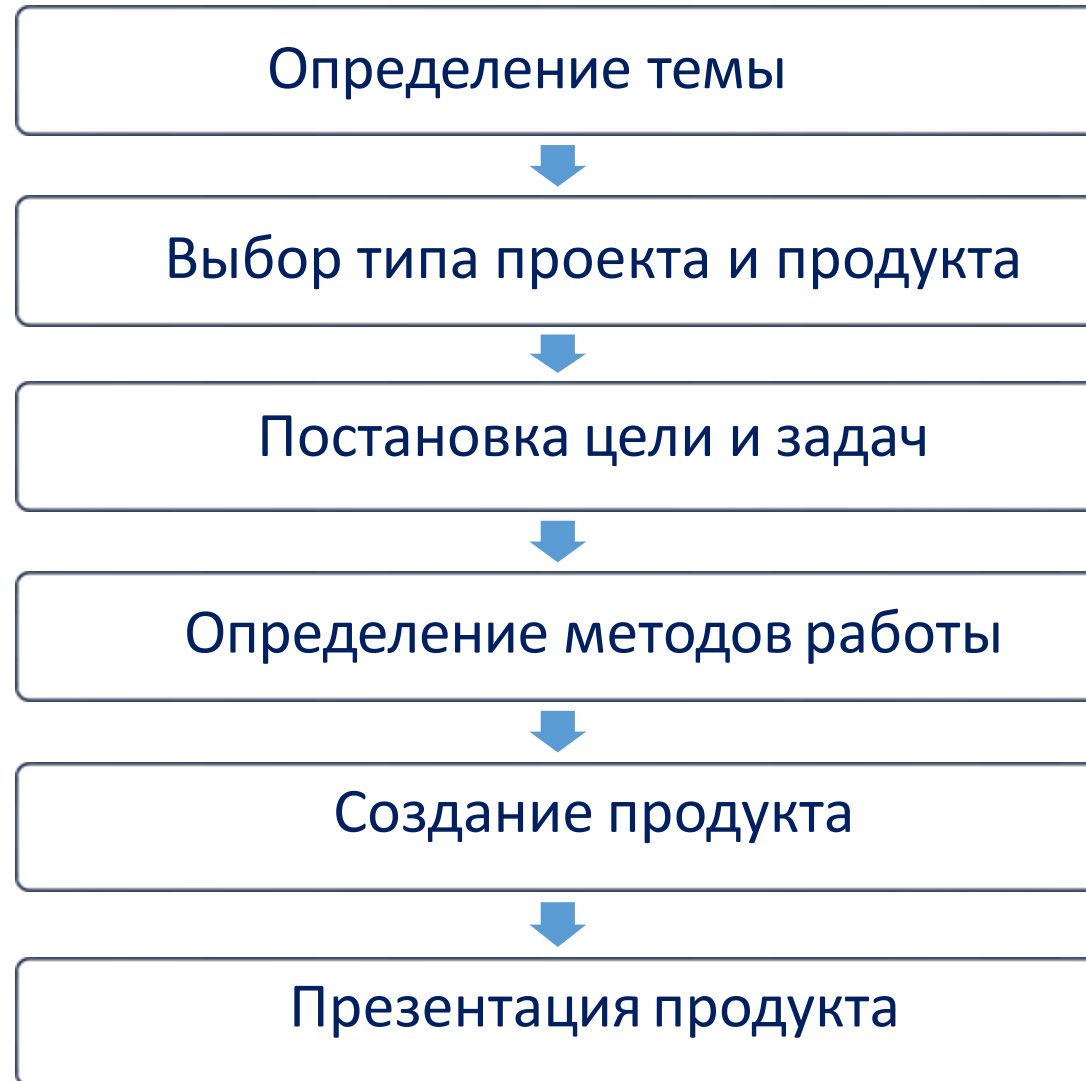 Определение темы
Выбор типа проекта и продукта
Постановка цели и задач
Определение методов работы
Создание продукта
Презентация продукта